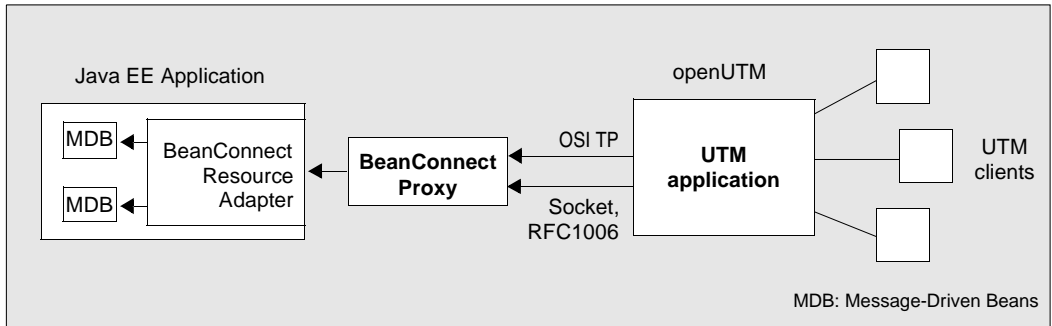 Java EE Application
MDB
MDB
BeanConnect
Resource
Adapter
BeanConnect
Proxy
OSI TP
Socket,
RFC1006
openUTM
UTM
application
UTM
clients
MDB: Message-Driven Beans